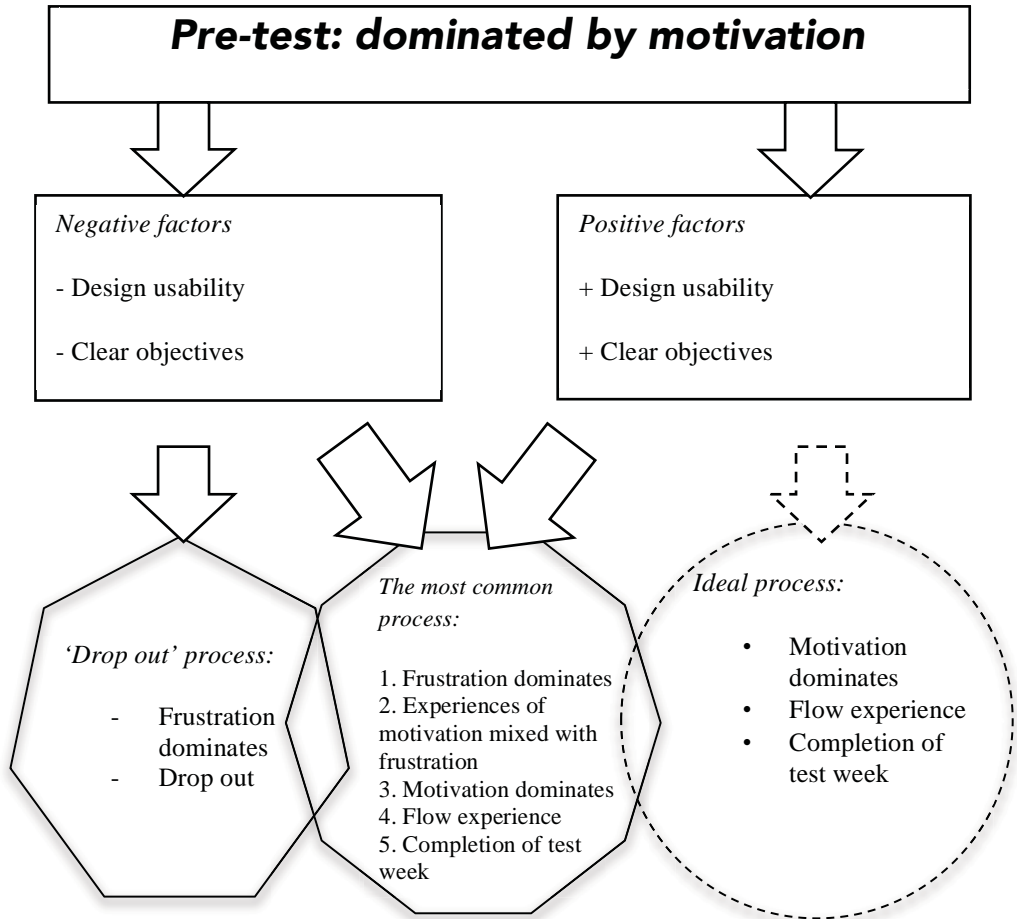 Pre-test: dominated by motivation
Negative factors
- Design usability
- Clear objectives
Positive factors
+ Design usability
+ Clear objectives
‘Drop out’ process:
- Frustration
dominates
- Drop out
The most common
process:
1. Frustration dominates
2. Experiences of
motivation mixed with
frustration
3. Motivation dominates
4. Flow experience
5. Completion of test
week
Ideal process:
• Motivation
dominates
• Flow experience
• Completion of
test week